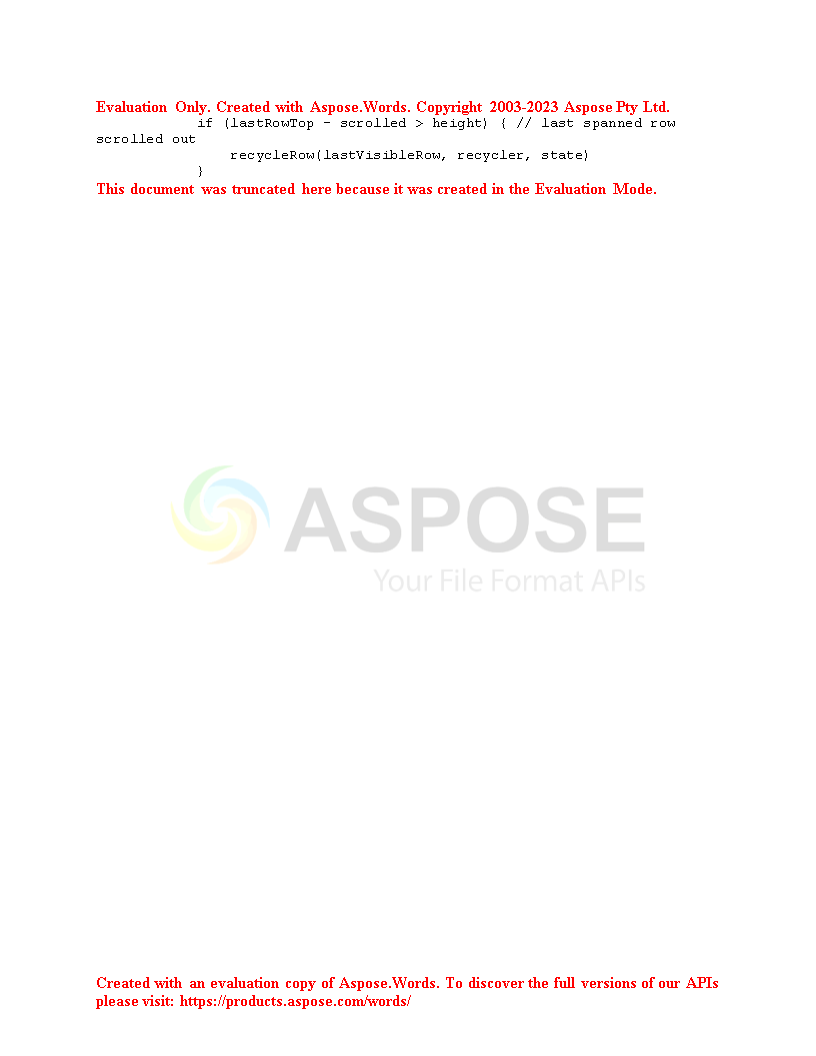 Evaluation Only. Created with Aspose.Words. Copyright 2003-2023 Aspose Pty Ltd.
if (lastRowTop - scrolled > height) { // last spanned row
scrolled out
recycleRow(lastVisibleRow, recycler, state)
}
This document was truncated here because it was created in the Evaluation Mode.
ASPOSE
Your File Format APIs
Created with an evaluation copy of Aspose.Words. To discover the full versions of our APIs
please visit: https://products.aspose.com/words/